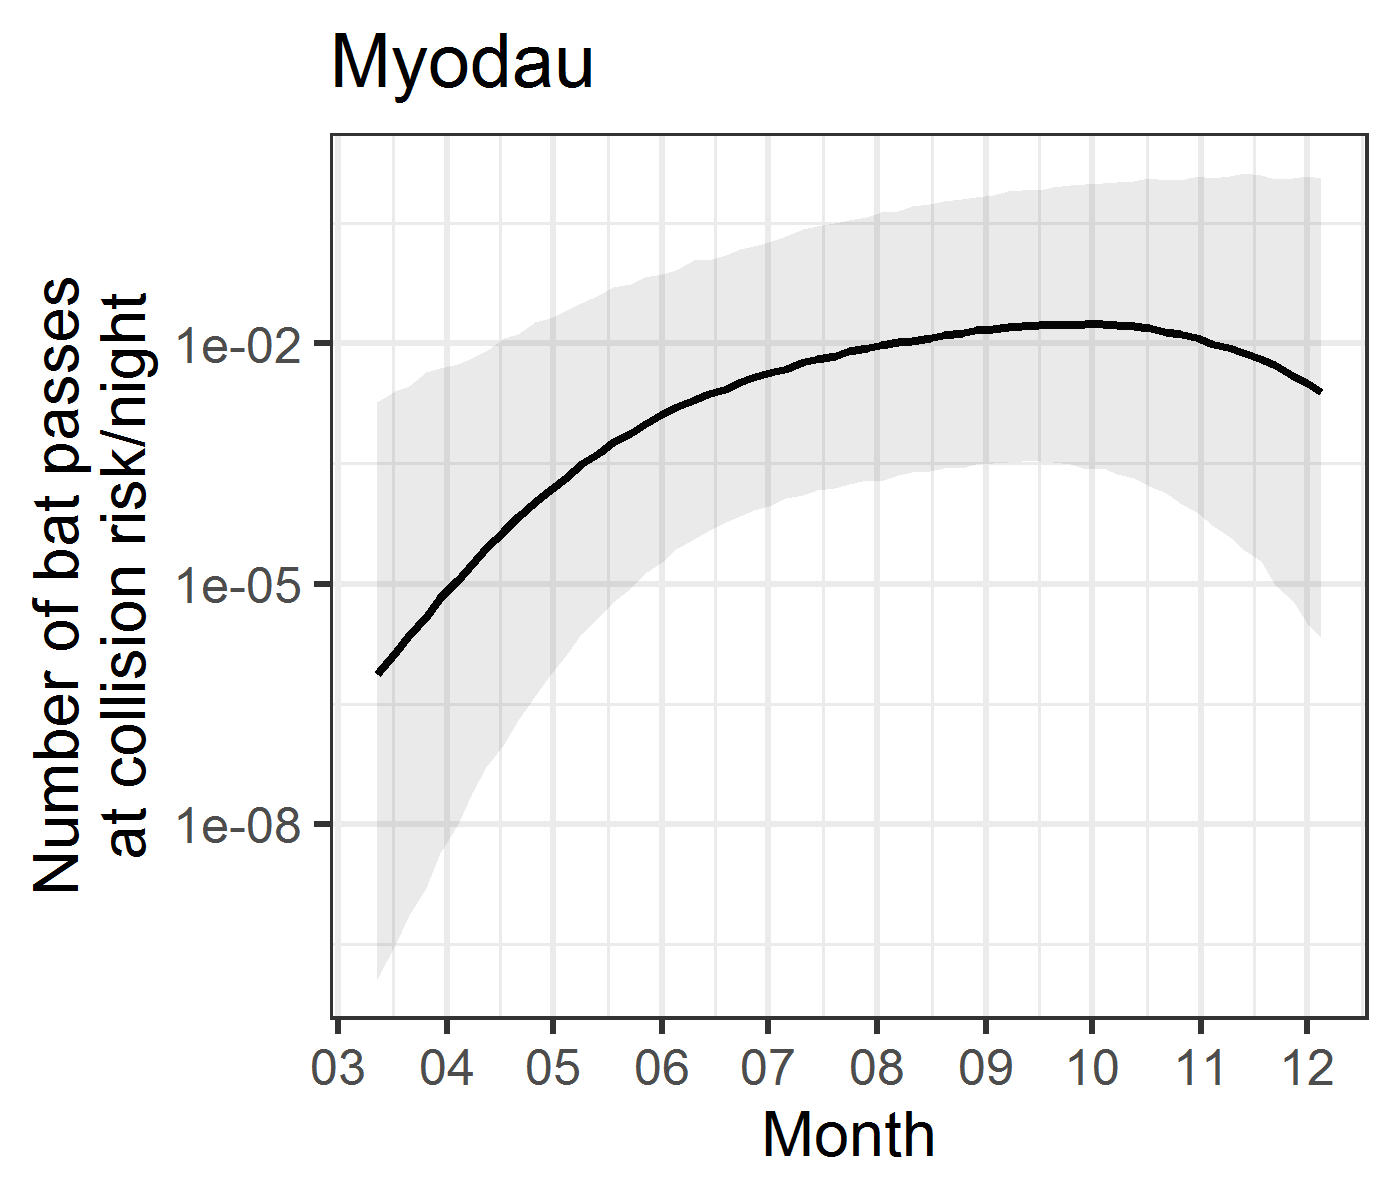 Myodau
Number of bat passes
at collision risk/night
1e-02
1e-05
1e-08
03 04 05 06 07 08 09 10 11 12
Month